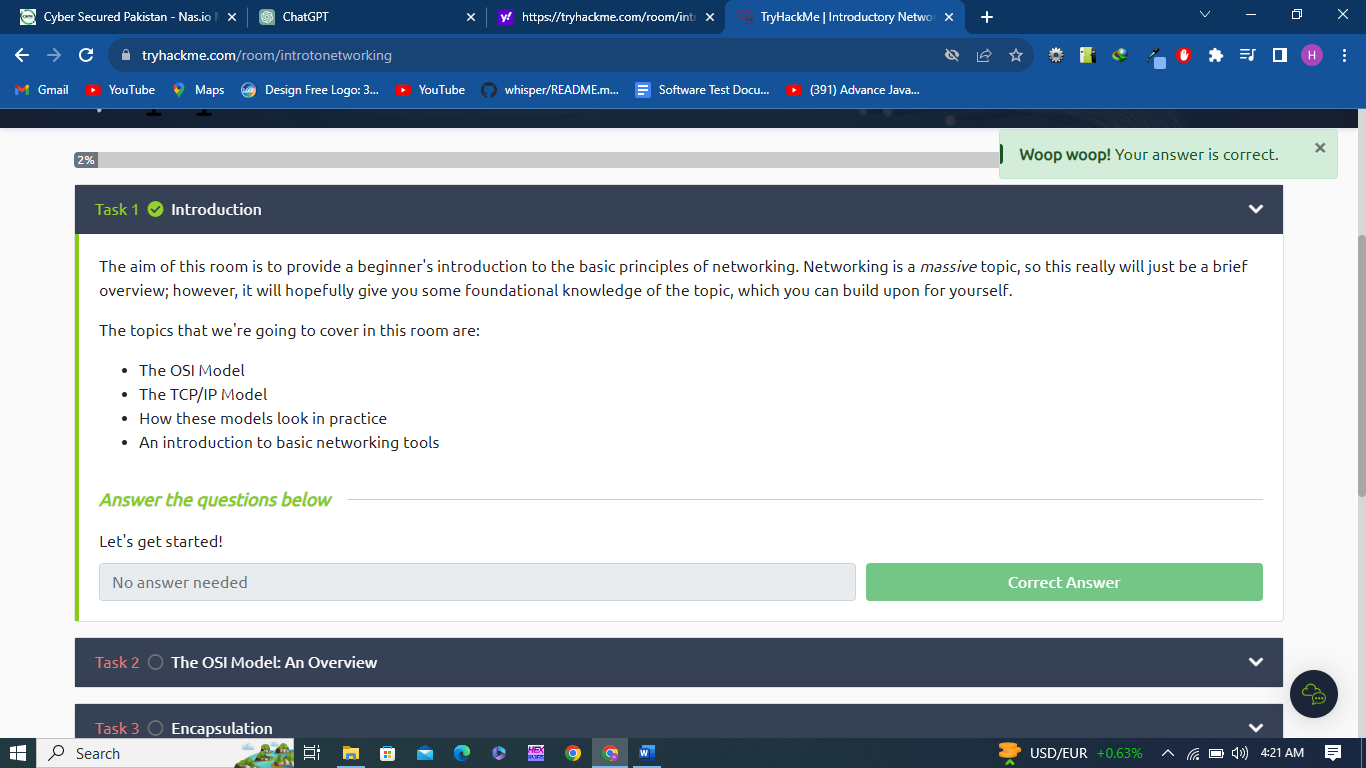 Cyber Secured Pakistan - Nas.io
ChatGPT
https://tryhackme.com/room/int
TryHackMe | Introductory Networ
tryhackme.com/room/introtonetworking
H
Gmail
YouTube
Maps
Design Free Logo: 3...
YouTube
whisper/README.m...
Software Test Docu...
(391) Advance Java...
2%
Woop woop! Your answer is correct.
Task 1 Introduction
The aim of this room is to provide a beginner's introduction to the basic principles of networking. Networking is a massive topic, so this really will just be a brief
overview; however, it will hopefully give you some foundational knowledge of the topic, which you can build upon for yourself.
The topics that we're going to cover in this room are:
• The OSI Model
• The TCP/IP Model
• How these models look in practice
• An introduction to basic networking tools
Answer the questions below
Let's get started!
No answer needed
Correct Answer
Task 2 The OSI Model: An Overview
Task 3 Encapsulation
Search
USD/EUR +0.63%
4:21 AM